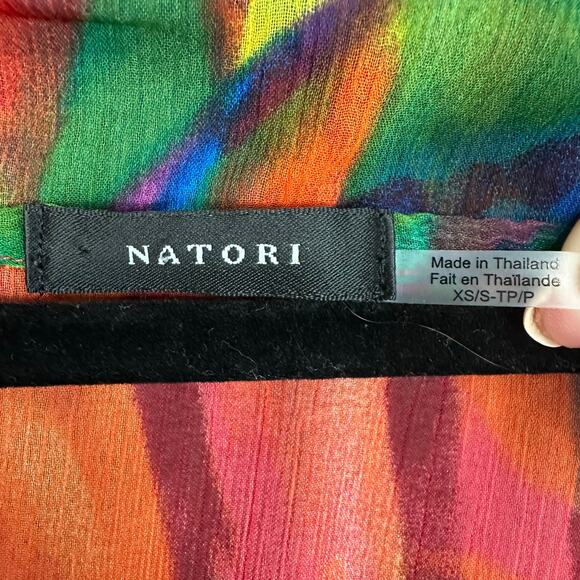 NATORI
Made in Thailand
Fait en Thaïlande
XS/S-TP/P